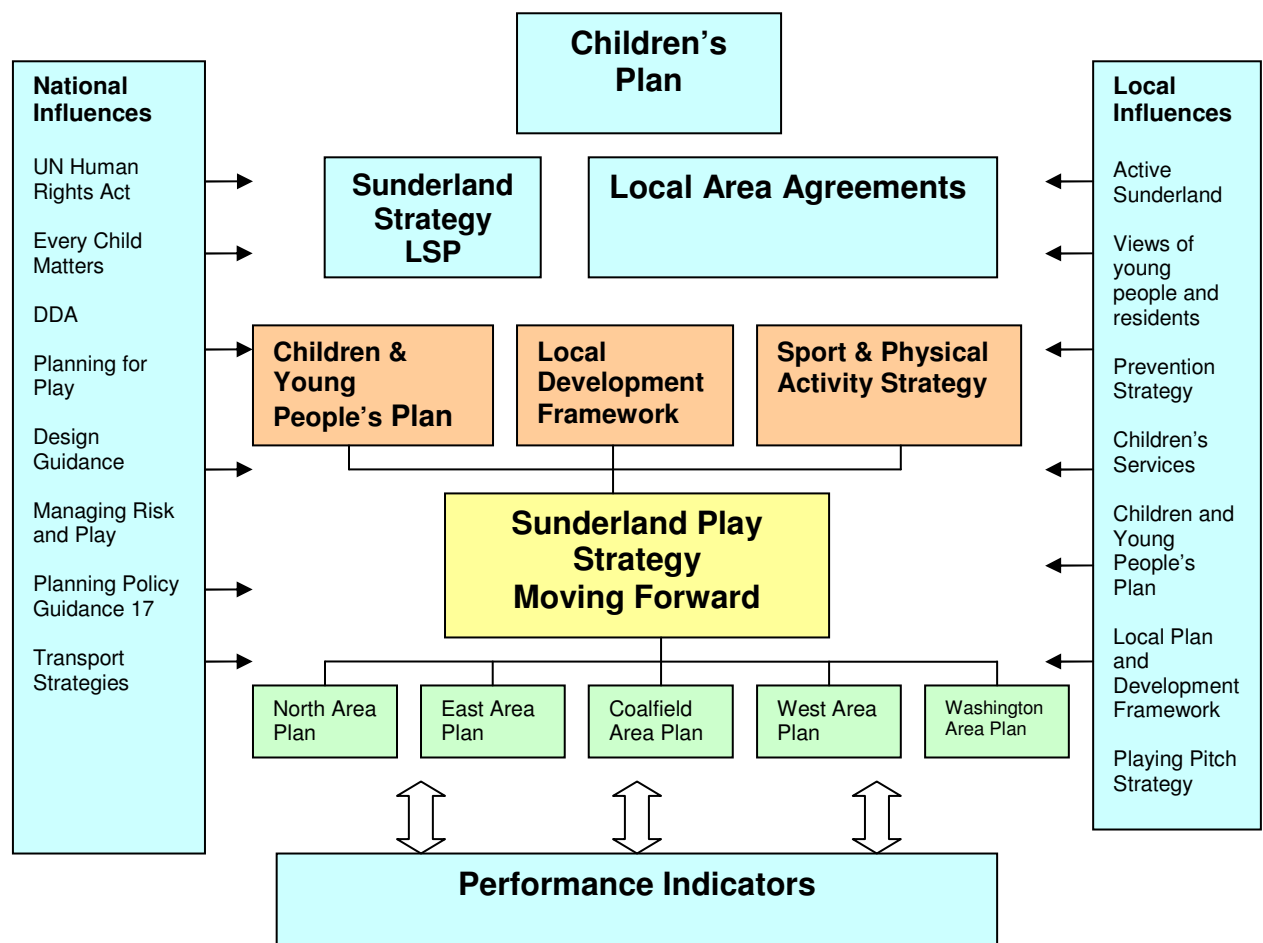 Children's
Plan
National
Influences
UN Human
Rights Act
Every Child
Matters
DDA
Planning for
Play
Design
Guidance
Managing Risk
and Play
Planning Policy
Guidance 17
Transport
Strategies
Sunderland
Strategy
LSP
Local Area Agreements
Children &
Young
People's Plan
Local
Development
Framework
Sport & Physical
Activity Strategy
Sunderland Play
Strategy
Moving Forward
North Area
Plan
East Area
Plan
Coalfield
Area Plan
West Area
Plan
Washington
Area Plan
Performance Indicators
Local
Influences
Active
Sunderland
Views of
young
people and
residents
Prevention
Strategy
Children's
Services
Children and
Young
People's
Plan
Local Plan
and
Development
Framework
Playing Pitch
Strategy